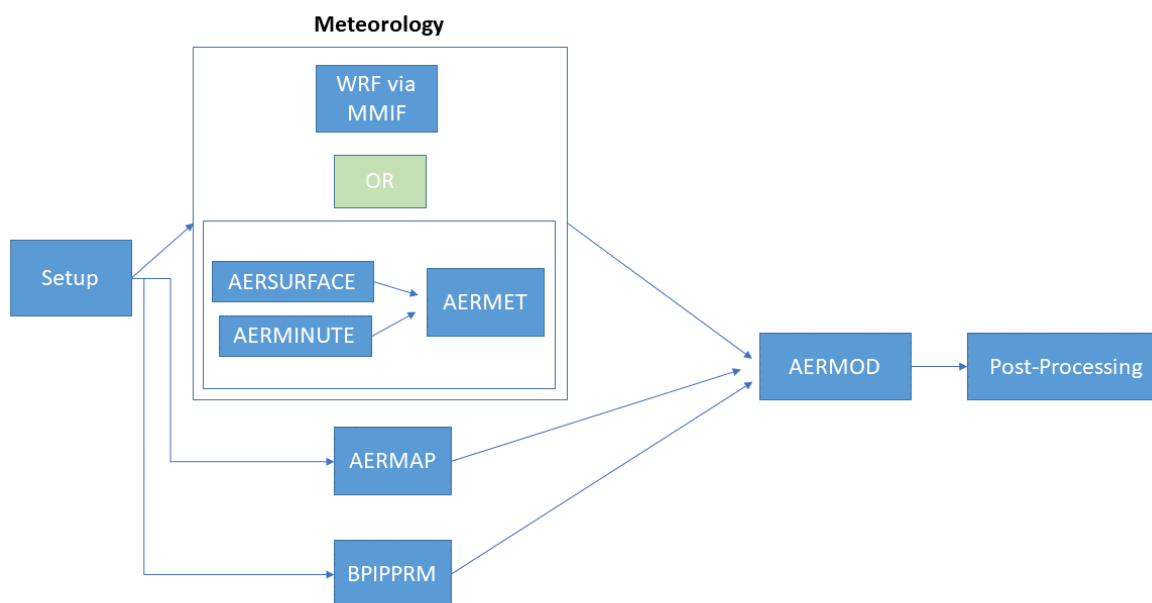 Meteorology
WRF via
MMIF
OR
Setup
AERSURFACE
AERMET
AERMINUTE
AERMOD
Post-Processing
AERMAP
BPIPPRM